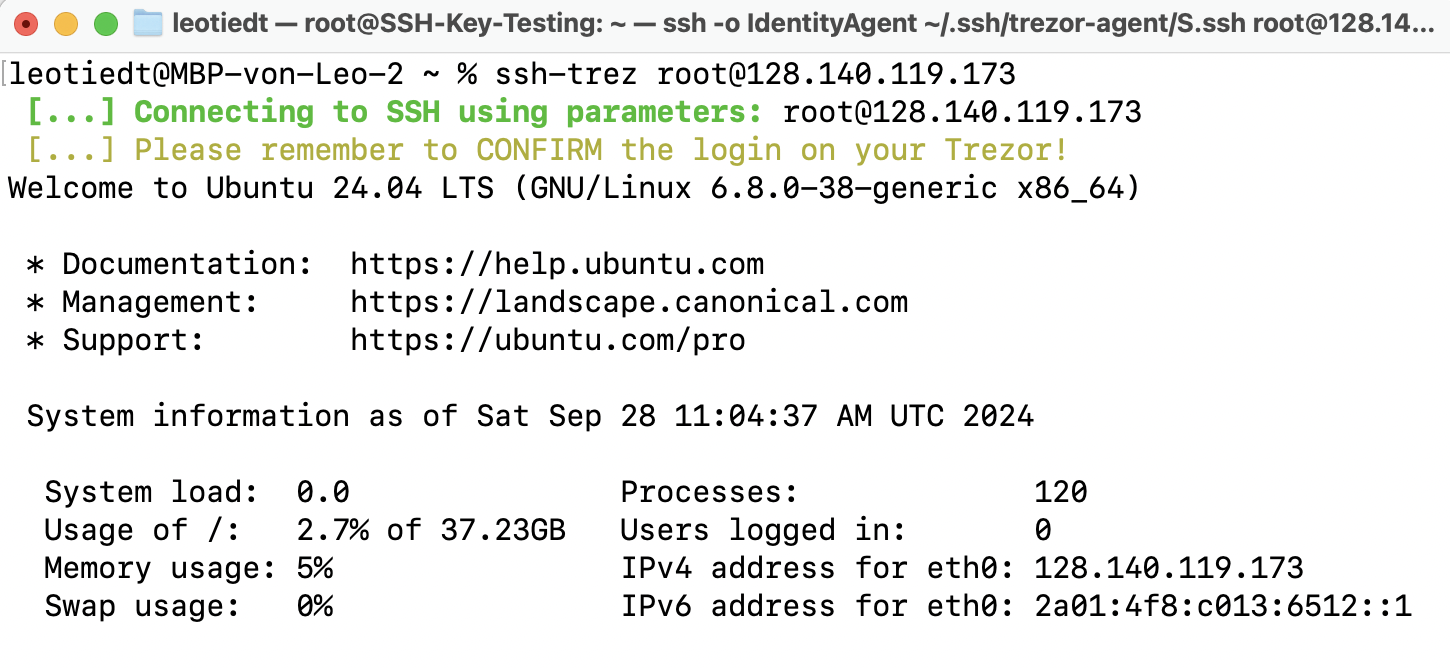 leotiedt — root@SSH-Key-Testing: ~ — ssh -o IdentityAgent ~/.ssh/trezor-agent/S.ssh root@128.14...
[leotiedt@MBP-von-Leo-2 ~ % ssh-trez root@128.140.119.173
[...] Connecting to SSH using parameters: root@128.140.119.173
[...] Please remember to CONFIRM the login on your Trezor!
Welcome to Ubuntu 24.04 LTS (GNU/Linux 6.8.0-38-generic x86_64)
* Documentation:  https://help.ubuntu.com
* Management:     https://landscape.canonical.com
* Support:        https://ubuntu.com/pro
System information as of Sat Sep 28 11:04:37 AM UTC 2024
System load:  0.0               Processes:             120
Usage of /:   2.7% of 37.23GB   Users logged in:       0
Memory usage: 5%                IPv4 address for eth0: 128.140.119.173
Swap usage:   0%                IPv6 address for eth0: 2a01:4f8:c013:6512::1